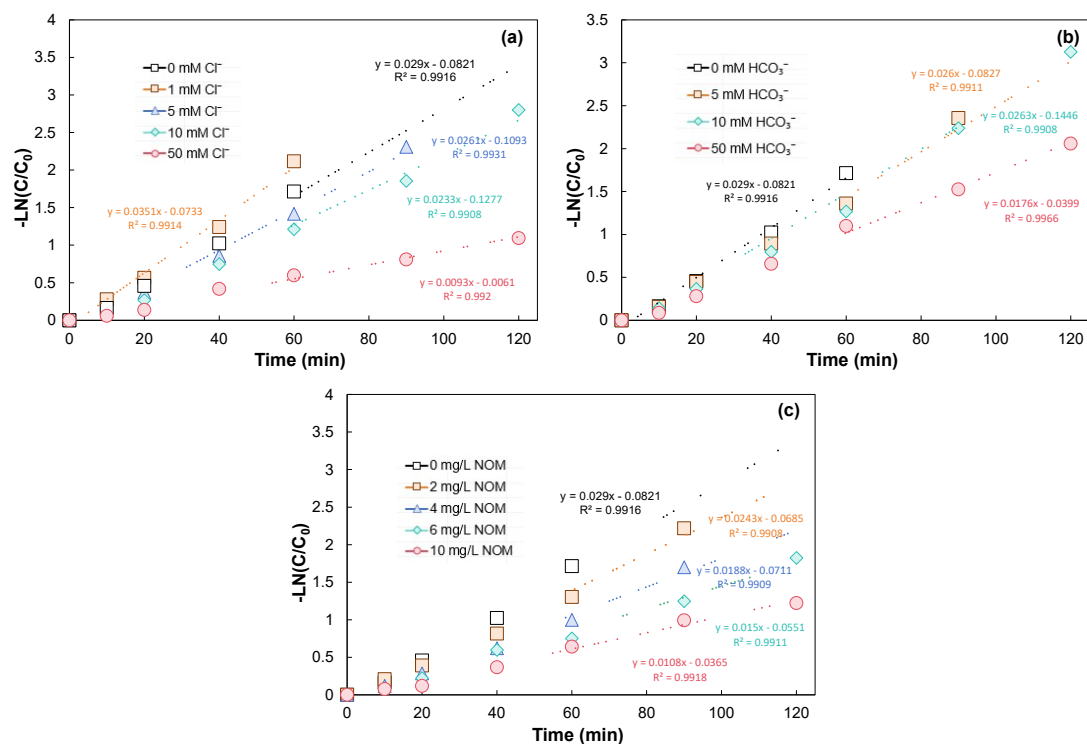 (a)
0 mM Cl⁻
1 mM Cl⁻
5 mM Cl⁻
10 mM Cl⁻
50 mM Cl⁻
y = 0.029x - 0.0821
R² = 0.9916
y = 0.0261x - 0.1093
R² = 0.9931
y = 0.0233x - 0.1277
R² = 0.9908
y = 0.0351x - 0.0733
R² = 0.9914
y = 0.0093x - 0.0061
R² = 0.992
-LN(C/C₀)
4
3.5
3
2.5
2
1.5
1
0.5
0
0 20 40 60 80 100 120
Time (min)
(b)
0 mM HCO₃⁻
5 mM HCO₃⁻
10 mM HCO₃⁻
50 mM HCO₃⁻
y = 0.026x - 0.0827
R² = 0.9911
y = 0.0263x - 0.1446
R² = 0.9908
y = 0.029x - 0.0821
R² = 0.9916
y = 0.0176x - 0.0399
R² = 0.9966
-LN(C/C₀)
3.5
3
2.5
2
1.5
1
0.5
0
0 20 40 60 80 100 120
Time (min)
(c)
0 mg/L NOM
2 mg/L NOM
4 mg/L NOM
6 mg/L NOM
10 mg/L NOM
y = 0.029x - 0.0821
R² = 0.9916
y = 0.0243x - 0.0685
R² = 0.9908
y = 0.0188x - 0.0711
R² = 0.9909
y = 0.015x - 0.0551
R² = 0.9911
y = 0.0108x - 0.0365
R² = 0.9918
-LN(C/C₀)
4
3.5
3
2.5
2
1.5
1
0.5
0
0 20 40 60 80 100 120
Time (min)